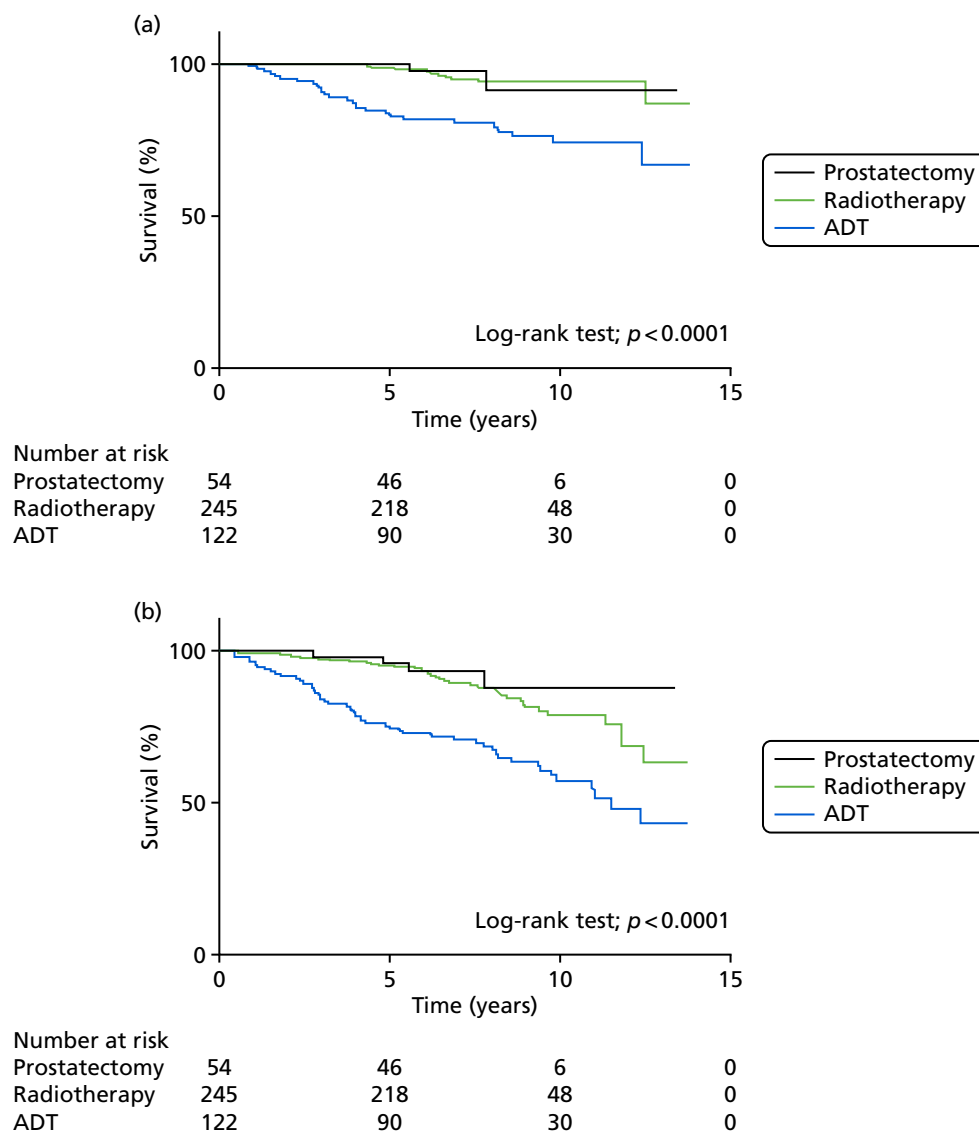 (a)
100
50
0
Survival (%)
Prostatectomy
Radiotherapy
ADT
Log-rank test; p<0.0001
0 5 10 15
Time (years)
Number at risk
Prostatectomy 54 46 6 0
Radiotherapy 245 218 48 0
ADT 122 90 30 0
(b)
100
50
0
Survival (%)
Prostatectomy
Radiotherapy
ADT
Log-rank test; p<0.0001
0 5 10 15
Time (years)
Number at risk
Prostatectomy 54 46 6 0
Radiotherapy 245 218 48 0
ADT 122 90 30 0